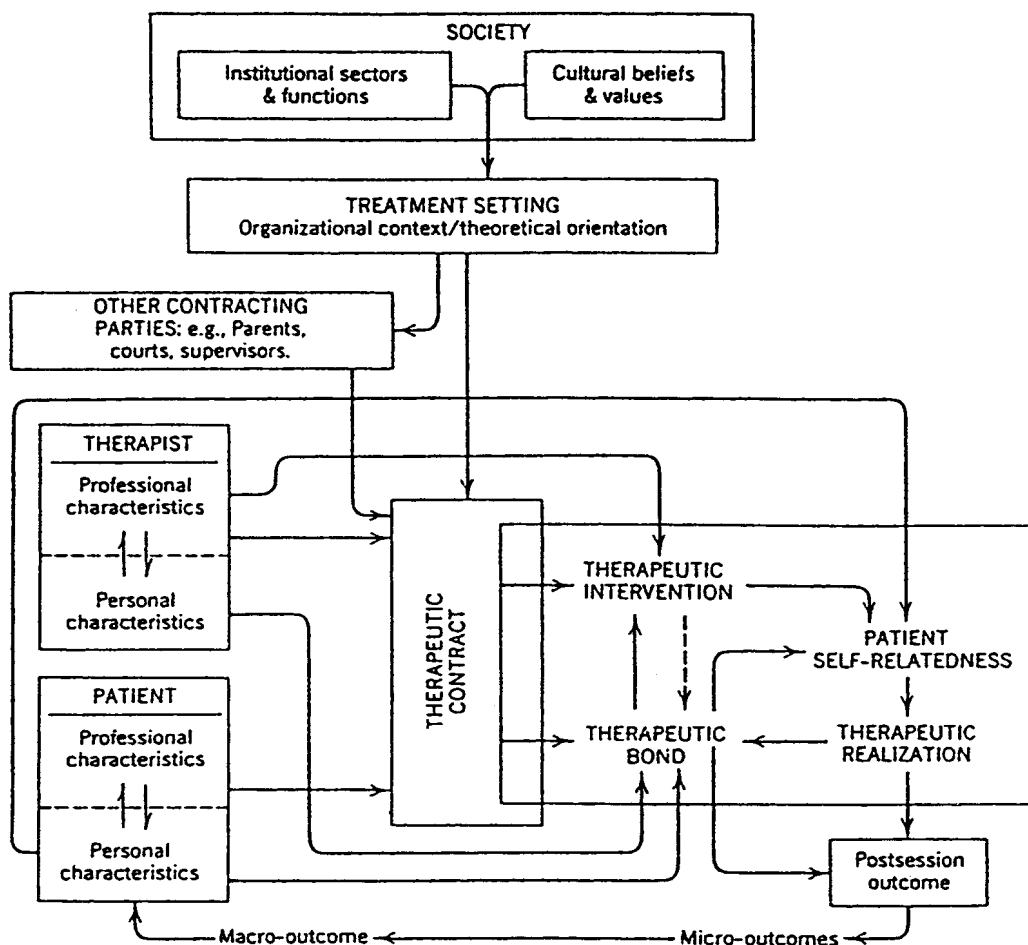 SOCIETY
Institutional sectors
& functions
Cultural beliefs
& values
TREATMENT SETTING
Organizational context/theoretical orientation
OTHER CONTRACTING
PARTIES: e.g., Parents,
courts, supervisors.
THERAPIST
Professional
characteristics
Personal
characteristics
PATIENT
Professional
characteristics
Personal
characteristics
THERAPEUTIC
CONTRACT
THERAPEUTIC
INTERVENTION
THERAPEUTIC
BOND
PATIENT
SELF-RELATEDNESS
THERAPEUTIC
REALIZATION
Postsession
outcome
Macro-outcome
Micro-outcomes